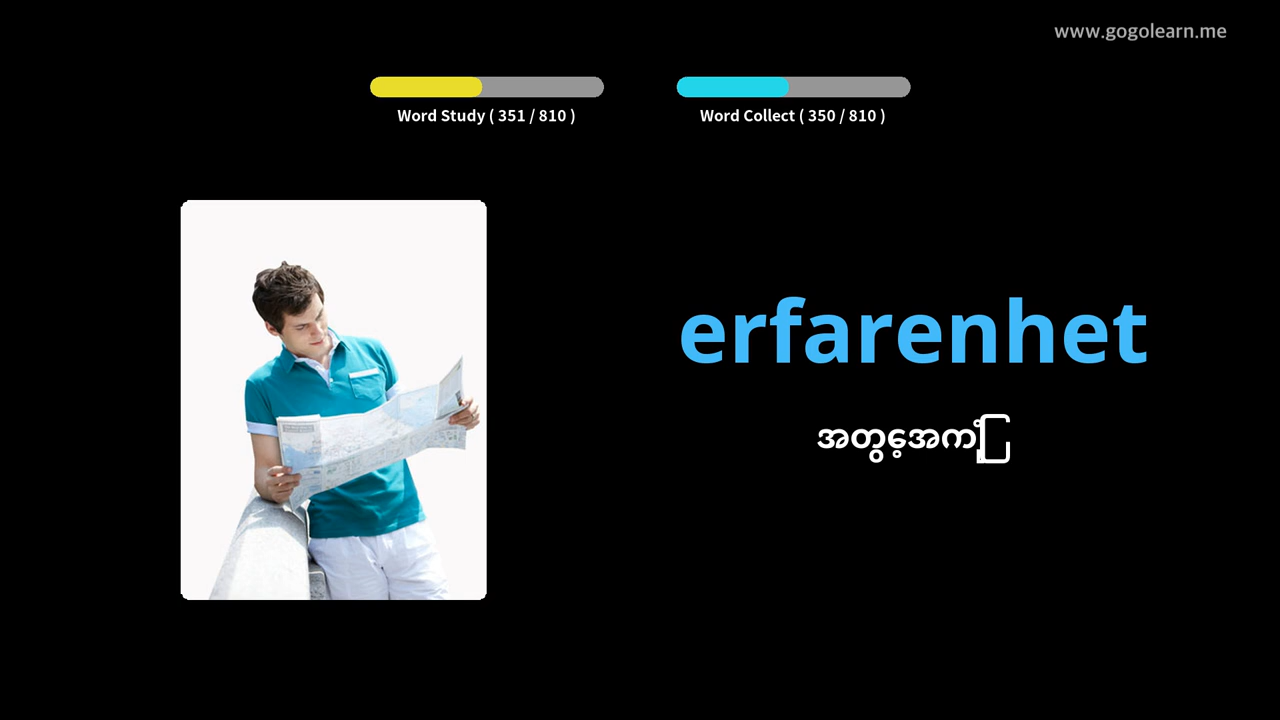 www.gogolearn.me
Word Study ( 351 / 810 )
Word Collect ( 350 / 810 )
erfarenhet
အတွေ့အကြုံ